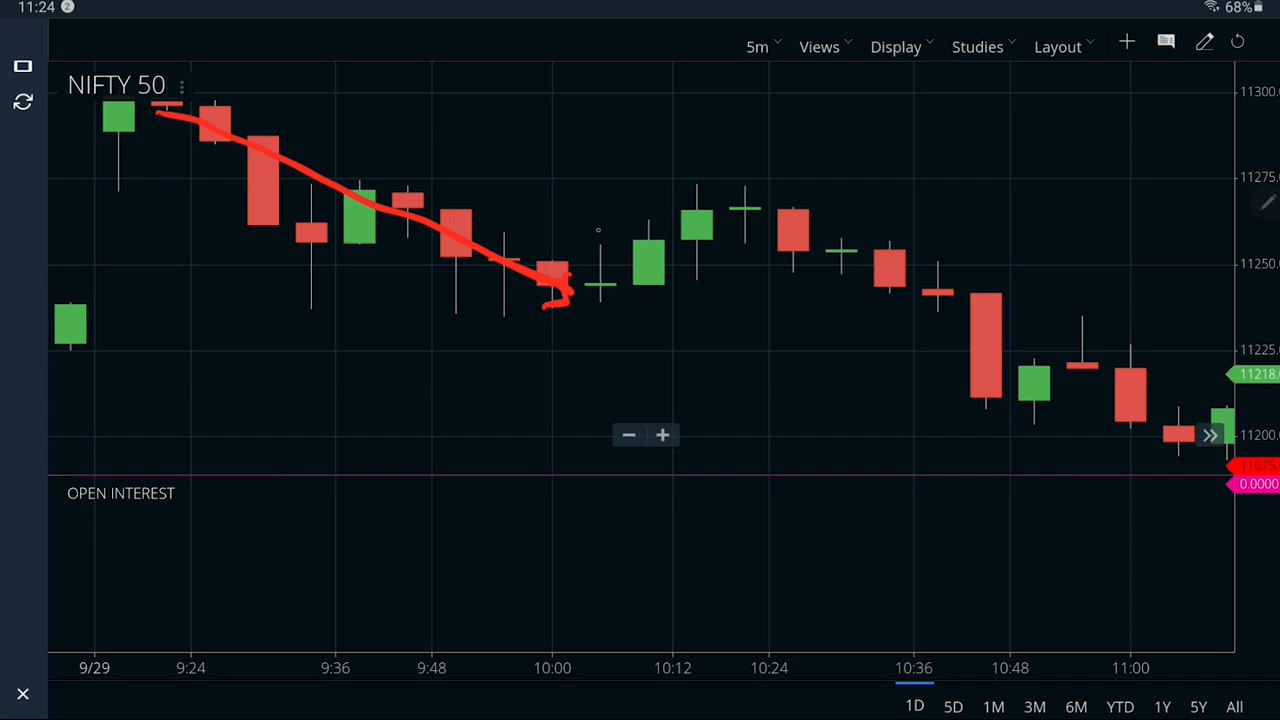 11:24 2 68%
5m Views Display Studies Layout
NIFTY 50
11300.
11275.
11250.
11225.
11218.
11200.
11075
0.0000
OPEN INTEREST
9/29 9:24 9:36 9:48 10:00 10:12 10:24 10:36 10:48 11:00
1D 5D 1M 3M 6M YTD 1Y 5Y All